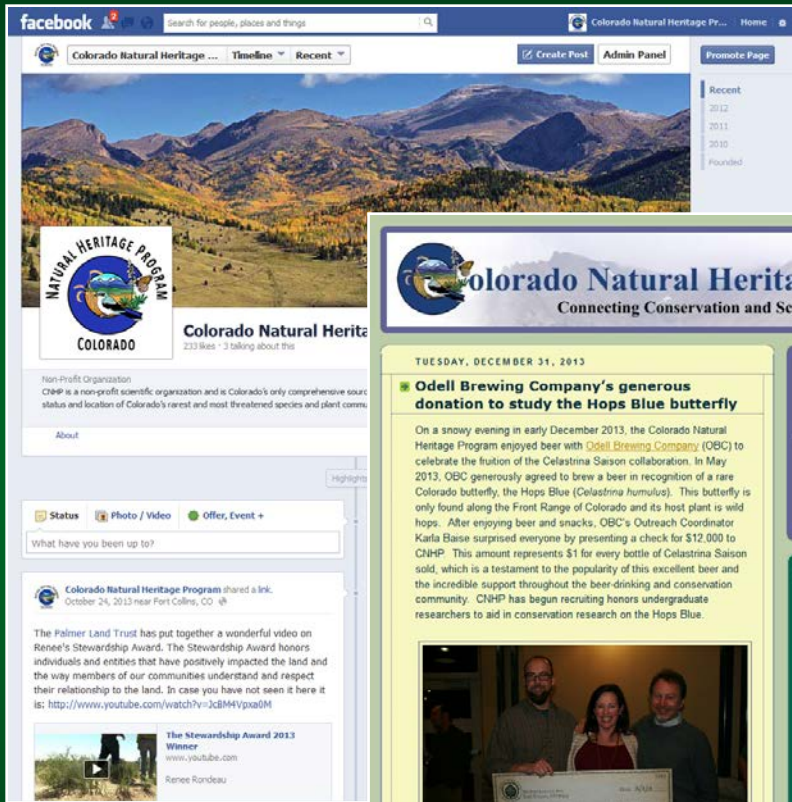 facebook
2
Search for people, places and things
Colorado Natural Heritage Pr...
Home
Colorado Natural Heritage ...
Timeline
Recent
Create Post
Admin Panel
Promote Page
Recent
2012
2011
2010
Founded
NATURAL HERITAGE PROGRAM
COLORADO
Colorado Natural Herita
233 likes · 3 talking about this
Non-Profit Organization
CNHP is a non-profit scientific organization and is Colorado's only comprehensive sourc
status and location of Colorado's rarest and most threatened species and plant commu
About
Highlights
Status
Photo / Video
Offer, Event +
What have you been up to?
Colorado Natural Heritage Program shared a link.
October 24, 2013 near Fort Collins, CO
The Palmer Land Trust has put together a wonderful video on
Renee's Stewardship Award. The Stewardship Award honors
individuals and entities that have positively impacted the land and
the way members of our communities understand and respect
their relationship to the land. In case you have not seen it here it
is: http://www.youtube.com/watch?v=JcBM4Vpxa0M
The Stewardship Award 2013
Winner
www.youtube.com
Renee Rondeau
olorado Natural Herita
Connecting Conservation and Sc
TUESDAY, DECEMBER 31, 2013
Odell Brewing Company's generous
donation to study the Hops Blue butterfly
On a snowy evening in early December 2013, the Colorado Natural
Heritage Program enjoyed beer with Odell Brewing Company (OBC) to
celebrate the fruition of the Celastrina Saison collaboration. In May
2013, OBC generously agreed to brew a beer in recognition of a rare
Colorado butterfly, the Hops Blue (Celastrina humulus). This butterfly is
only found along the Front Range of Colorado and its host plant is wild
hops. After enjoying beer and snacks, OBC's Outreach Coordinator
Karla Baise surprised everyone by presenting a check for $12,000 to
CNHP. This amount represents $1 for every bottle of Celastrina Saison
sold, which is a testament to the popularity of this excellent beer and
the incredible support throughout the beer-drinking and conservation
community. CNHP has begun recruiting honors undergraduate
researchers to aid in conservation research on the Hops Blue.